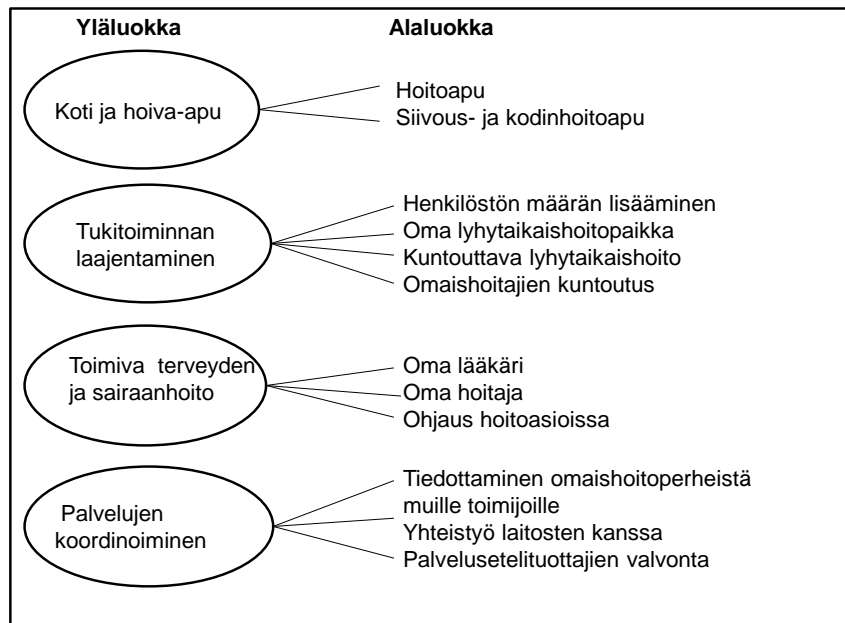 Yläluokka Alaluokka
Koti ja hoiva-apu
Hoitoapu
Siivous- ja kodinhoitoapu
Tukitoiminnan
laajentaminen
Henkilöstön määrän lisääminen
Oma lyhytaikaishoitopaikka
Kuntouttava lyhytaikaishoito
Omaishoitajien kuntoutus
Toimiva terveyden
ja sairaanhoito
Oma lääkäri
Oma hoitaja
Ohjaus hoitoasioissa
Palvelujen
koordinoiminen
Tiedottaminen omaishoitoperheistä
muille toimijoille
Yhteistyö laitosten kanssa
Palvelusetelituottajien valvonta